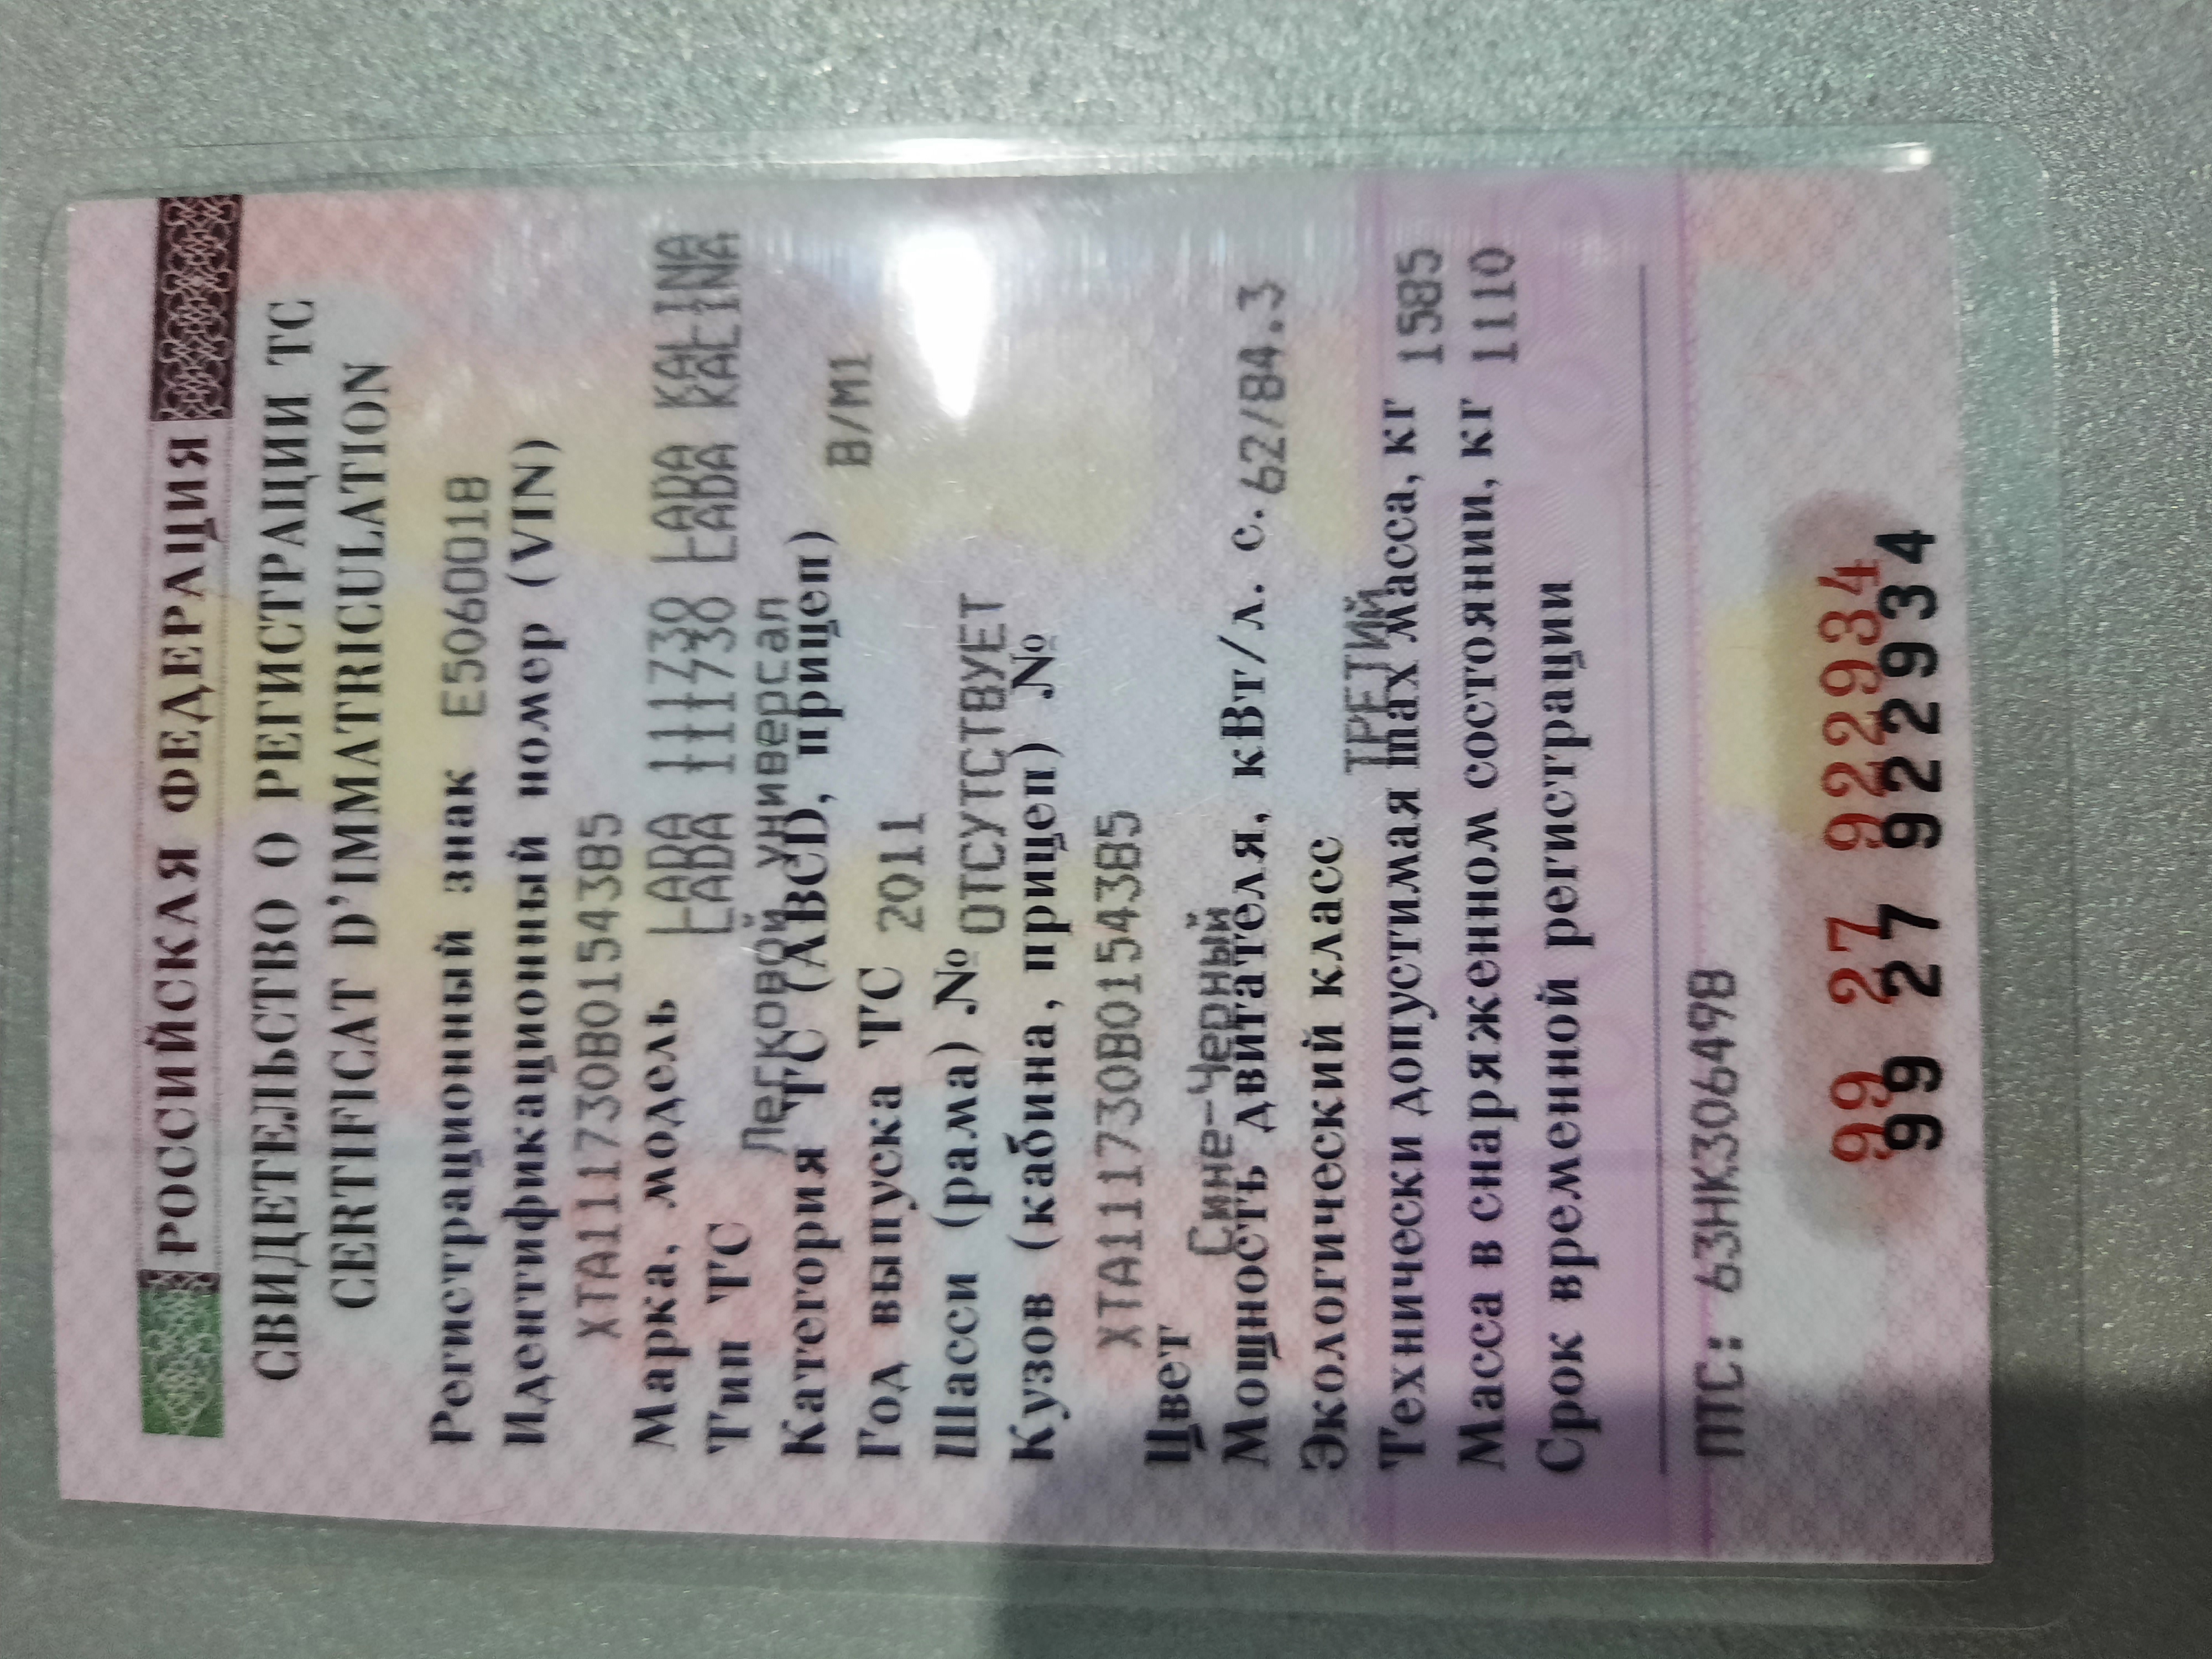 РОССИЙСКАЯ ФЕДЕРАЦИЯ
СВИДЕТЕЛЬСТВО О РЕГИСТРАЦИИ ТС
CERTIFICAT D'IMMATRICULATION
Регистрационный знак Е506ОО18
Идентификационный номер (VIN)
XTA111730B0154385
Марка, модель LADA 111730 LADA KALINA
LADA 111730 LADA KALINA
Тип ТС Легковой универсал
Категория ТС (ABCD, прицеп) B/M1
Год выпуска ТС 2011
Шасси (рама) № ОТСУТСТВУЕТ
Кузов (кабина, прицеп) №
XTA111730B0154385
Цвет Сине-Черный
Мощность двигателя, кВт/л. с. 62/84.3
Экологический класс ТРЕТИЙ
Технически допустимая max масса, кг 1585
Масса в снаряженном состоянии, кг 1110
Срок временной регистрации
ПТС: 63НК306498
99 27 922934
99 27 922934